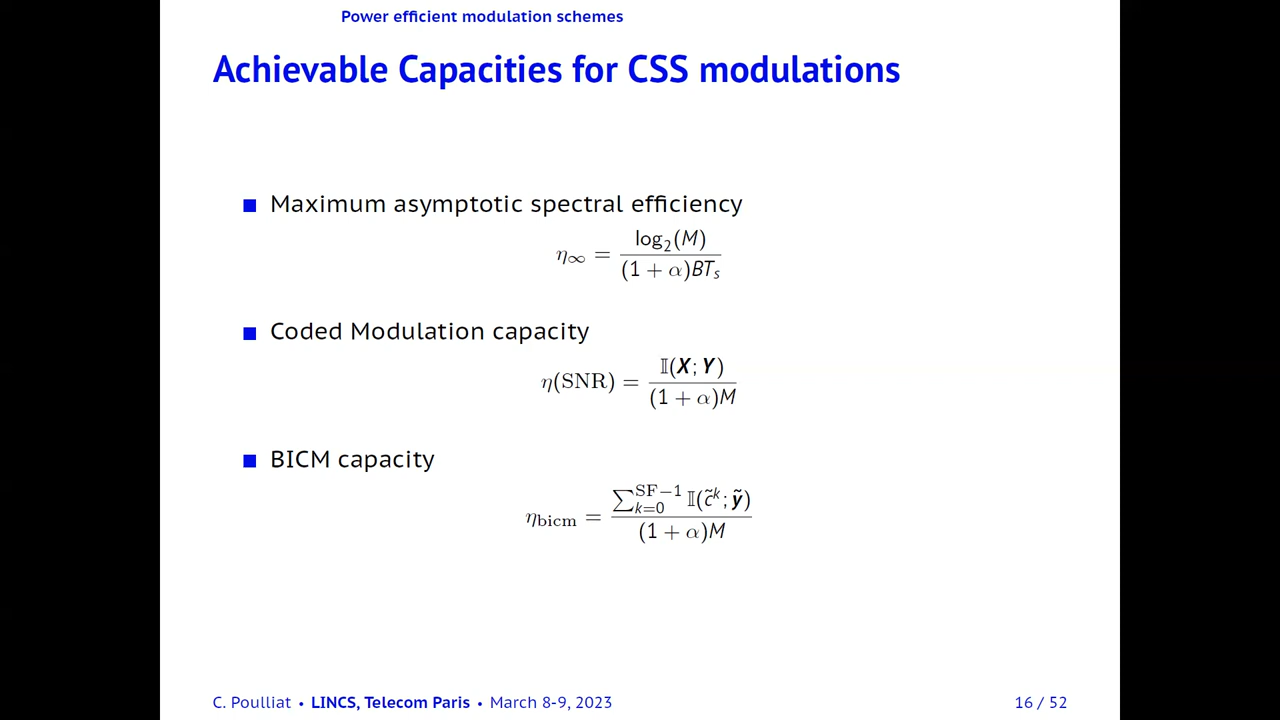 Power efficient modulation schemes
Achievable Capacities for CSS modulations
■ Maximum asymptotic spectral efficiency
η∞ = log₂(M) / (1 + α)BTₛ
■ Coded Modulation capacity
η(SNR) = 𝕀(X; Y) / (1 + α)M
■ BICM capacity
η_bicm = ∑_{k=0}^{SF−1} 𝕀(c̃ᵏ; ỹ) / (1 + α)M
C. Poulliat • LINCS, Telecom Paris • March 8-9, 2023 16 / 52